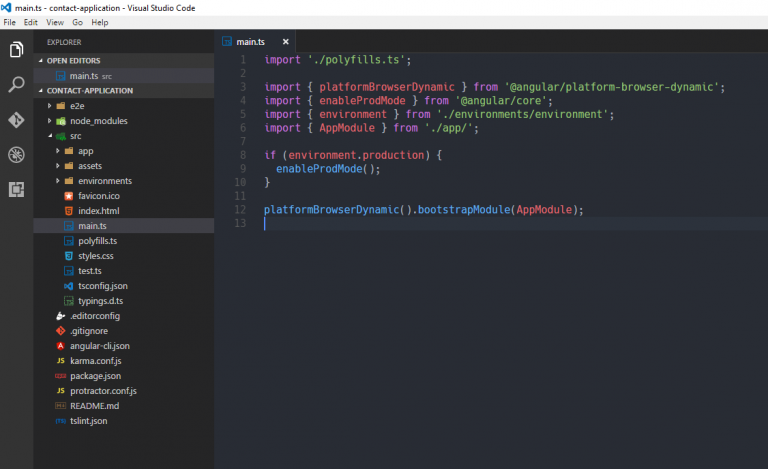 main.ts - contact-application - Visual Studio Code
File Edit View Go Help
EXPLORER
OPEN EDITORS
main.ts src
CONTACT-APPLICATION
e2e
node_modules
src
app
assets
environments
favicon.ico
index.html
main.ts
polyfills.ts
styles.css
test.ts
tsconfig.json
typings.d.ts
.editorconfig
.gitignore
angular-cli.json
JS karma.conf.js
package.json
JS protractor.conf.js
README.md
tslint.json
main.ts
1 import './polyfills.ts';
2
3 import { platformBrowserDynamic } from '@angular/platform-browser-dynamic';
4 import { enableProdMode } from '@angular/core';
5 import { environment } from './environments/environment';
6 import { AppModule } from './app/';
7
8 if (environment.production) {
9 enableProdMode();
10 }
11
12 platformBrowserDynamic().bootstrapModule(AppModule);
13